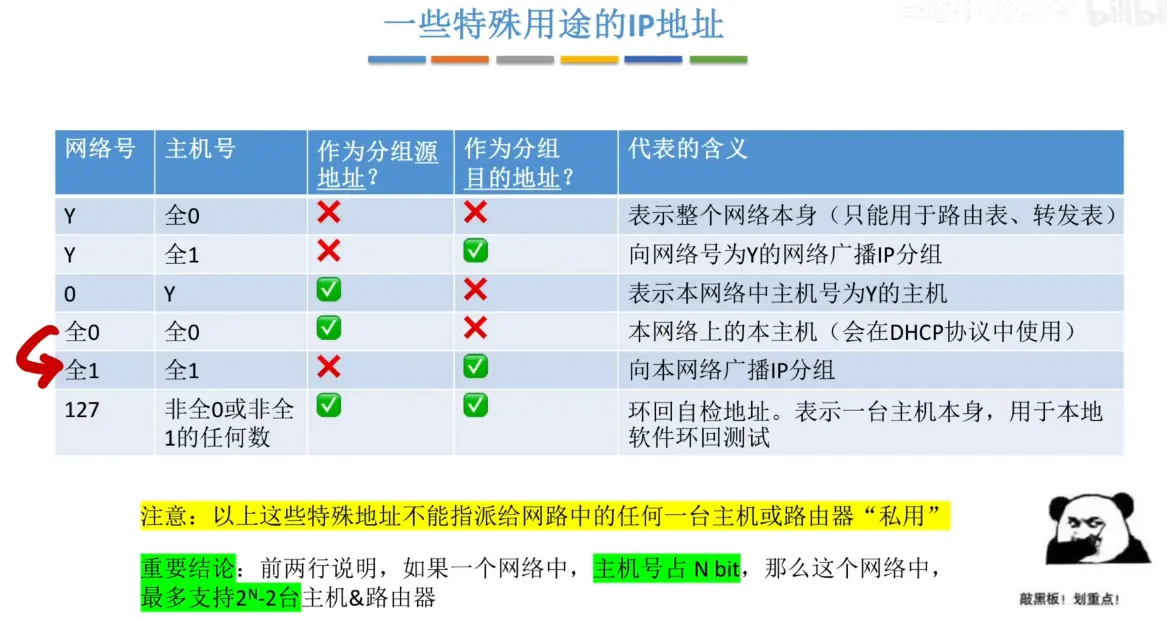 一些特殊用途的IP地址
网络号 主机号 作为分组源地址？ 作为分组目的地址？ 代表的含义
Y 全0 ❌ ❌ 表示整个网络本身（只能用于路由表、转发表）
Y 全1 ❌ ✅ 向网络号为Y的网络广播IP分组
0 Y ✅ ❌ 表示本网络中主机号为Y的主机
全0 全0 ✅ ❌ 本网络上的本主机（会在DHCP协议中使用）
全1 全1 ❌ ✅ 向本网络广播IP分组
127 非全0或非全1的任何数 ✅ ✅ 环回自检地址。表示一台主机本身，用于本地软件环回测试
注意：以上这些特殊地址不能指派给网路中的任何一台主机或路由器“私用”
重要结论：前两行说明，如果一个网络中，主机号占 N bit，那么这个网络中，
最多支持2ᴺ-2台主机&路由器
敲黑板！划重点！
bilibili